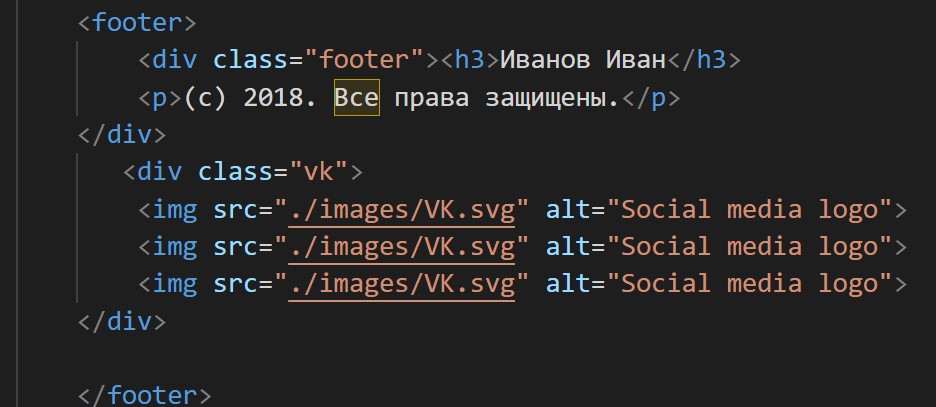 <footer>
<div class="footer"><h3>Иванов Иван</h3>
<p>(c) 2018. Все права защищены.</p>
</div>
<div class="vk">
<img src="./images/VK.svg" alt="Social media logo">
<img src="./images/VK.svg" alt="Social media logo">
<img src="./images/VK.svg" alt="Social media logo">
</div>
</footer>